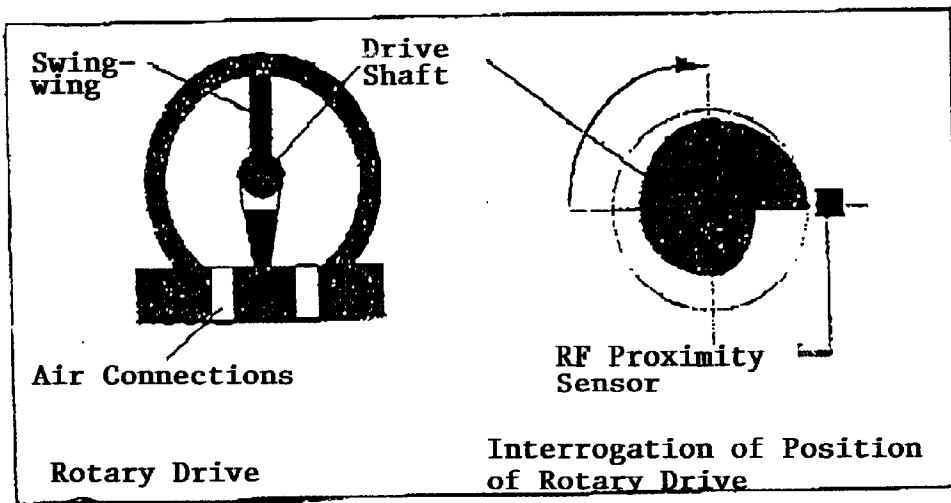 Swing-
wing
Drive
Shaft
Air Connections
RF Proximity
Sensor
Rotary Drive
Interrogation of Position
of Rotary Drive